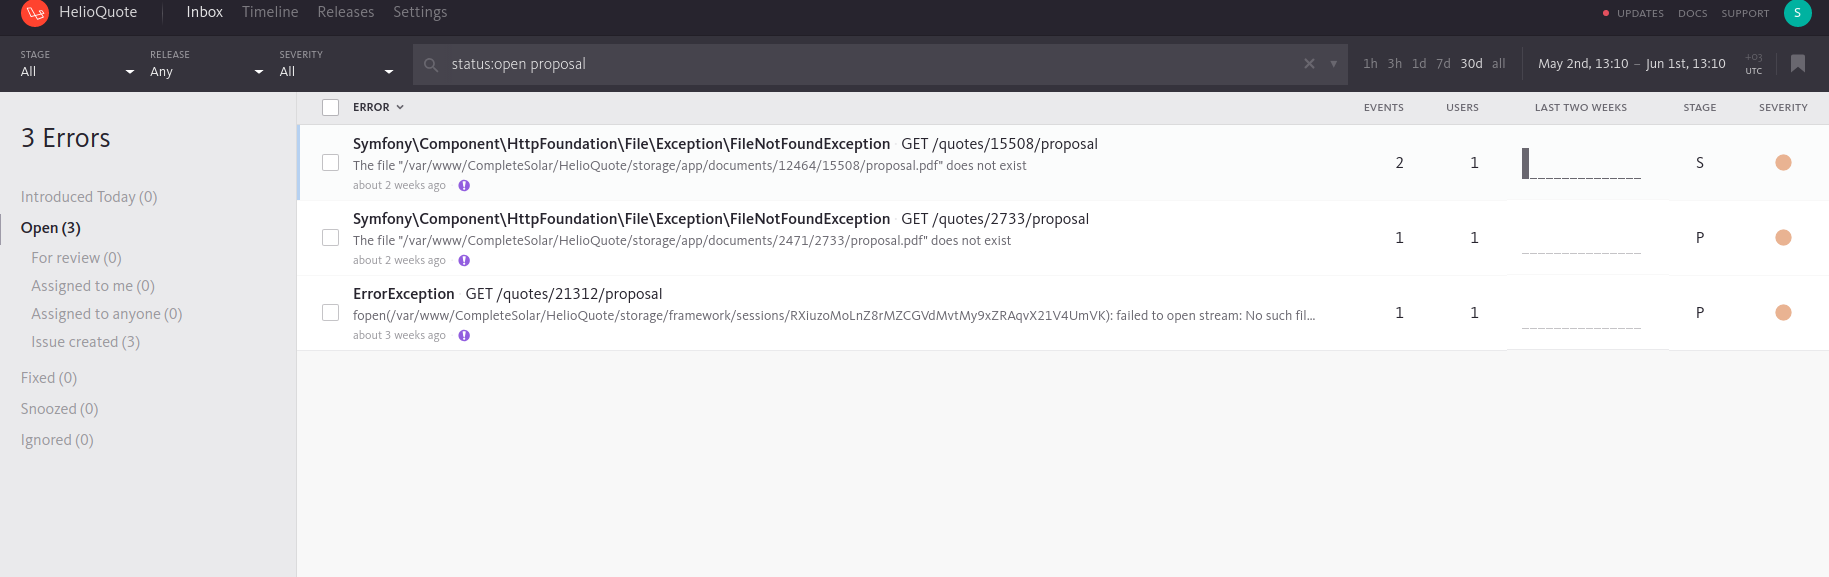 HelioQuote
Inbox Timeline Releases Settings
UPDATES DOCS SUPPORT S
STAGE
All
RELEASE
Any
SEVERITY
All
status:open proposal
1h 3h 1d 7d 30d all
May 2nd, 13:10 – Jun 1st, 13:10
+03
UTC
3 Errors
Introduced Today (0)
Open (3)
For review (0)
Assigned to me (0)
Assigned to anyone (0)
Issue created (3)
Fixed (0)
Snoozed (0)
Ignored (0)
ERROR EVENTS USERS LAST TWO WEEKS STAGE SEVERITY
Symfony\Component\HttpFoundation\File\Exception\FileNotFoundException · GET /quotes/15508/proposal
The file "/var/www/CompleteSolar/HelioQuote/storage/app/documents/12464/15508/proposal.pdf" does not exist
about 2 weeks ago
2 1 S
Symfony\Component\HttpFoundation\File\Exception\FileNotFoundException · GET /quotes/2733/proposal
The file "/var/www/CompleteSolar/HelioQuote/storage/app/documents/2471/2733/proposal.pdf" does not exist
about 2 weeks ago
1 1 P
ErrorException · GET /quotes/21312/proposal
fopen(/var/www/CompleteSolar/HelioQuote/storage/framework/sessions/RXiuzoMoLnZ8rMZCGVdMvtMy9xZRAqvX21V4UmVK): failed to open stream: No such fil...
about 3 weeks ago
1 1 P